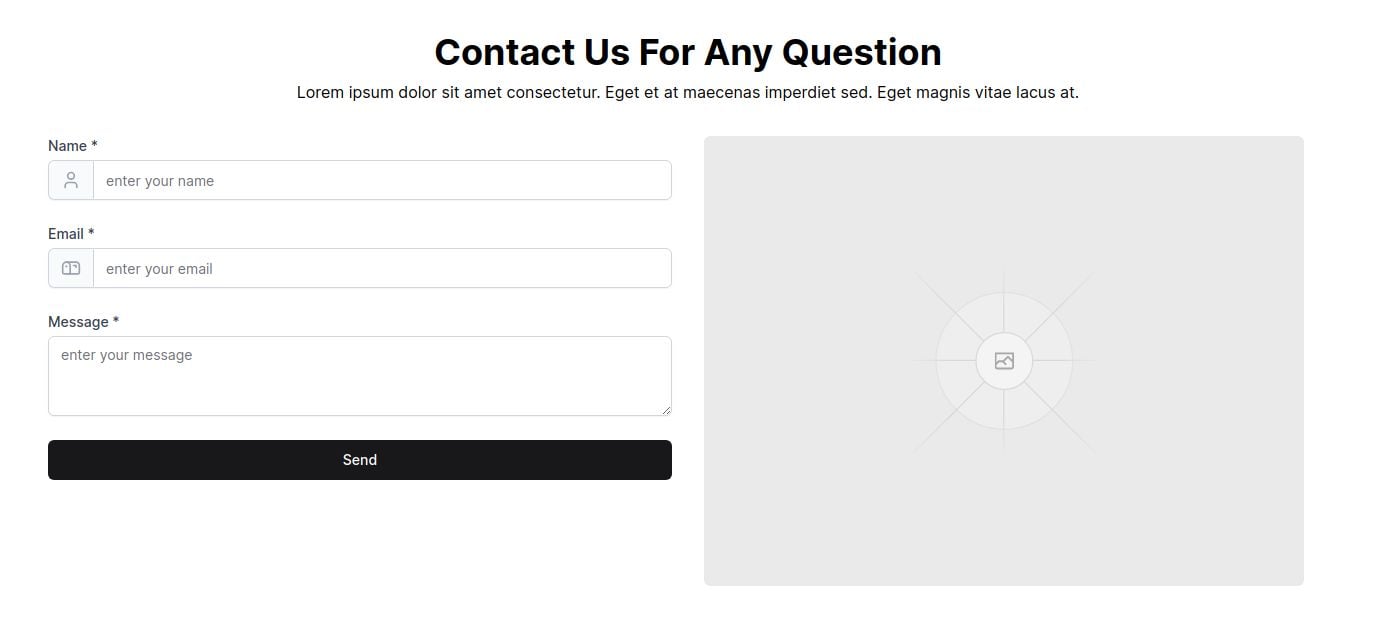 Contact Us For Any Question
Lorem ipsum dolor sit amet consectetur. Eget et at maecenas imperdiet sed. Eget magnis vitae lacus at.
Name *
enter your name
Email *
enter your email
Message *
enter your message
Send